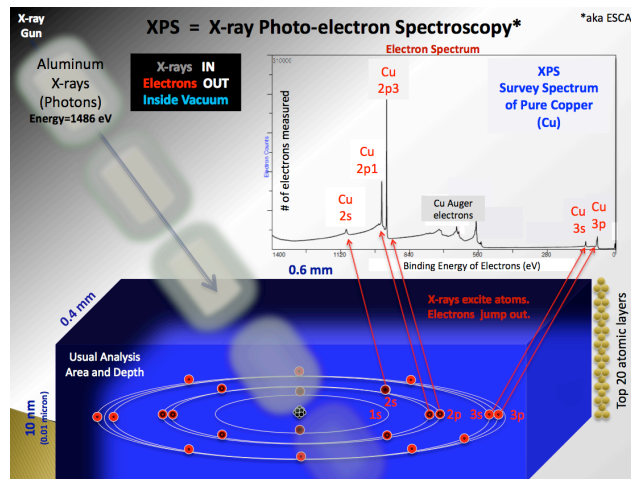 X-ray
Gun
XPS = X-ray Photo-electron Spectroscopy*
*aka ESCA
Aluminum
X-rays
(Photons)
Energy=1486 eV
X-rays IN
Electrons OUT
Inside Vacuum
Electron Spectrum
Electron Counts
# of electrons measured
Cu
2p3
Cu
2p1
Cu
2s
Cu Auger
electrons
XPS
Survey Spectrum
of Pure Copper
(Cu)
Cu
3s
Cu
3p
1400
1120
840
560
280
0
Binding Energy of Electrons (eV)
0.6 mm
0.4 mm
X-rays excite atoms.
Electrons jump out.
Usual Analysis
Area and Depth
10 nm
(0.01 micron)
1s
2s
2p
3s
3p
Top 20 atomic layers